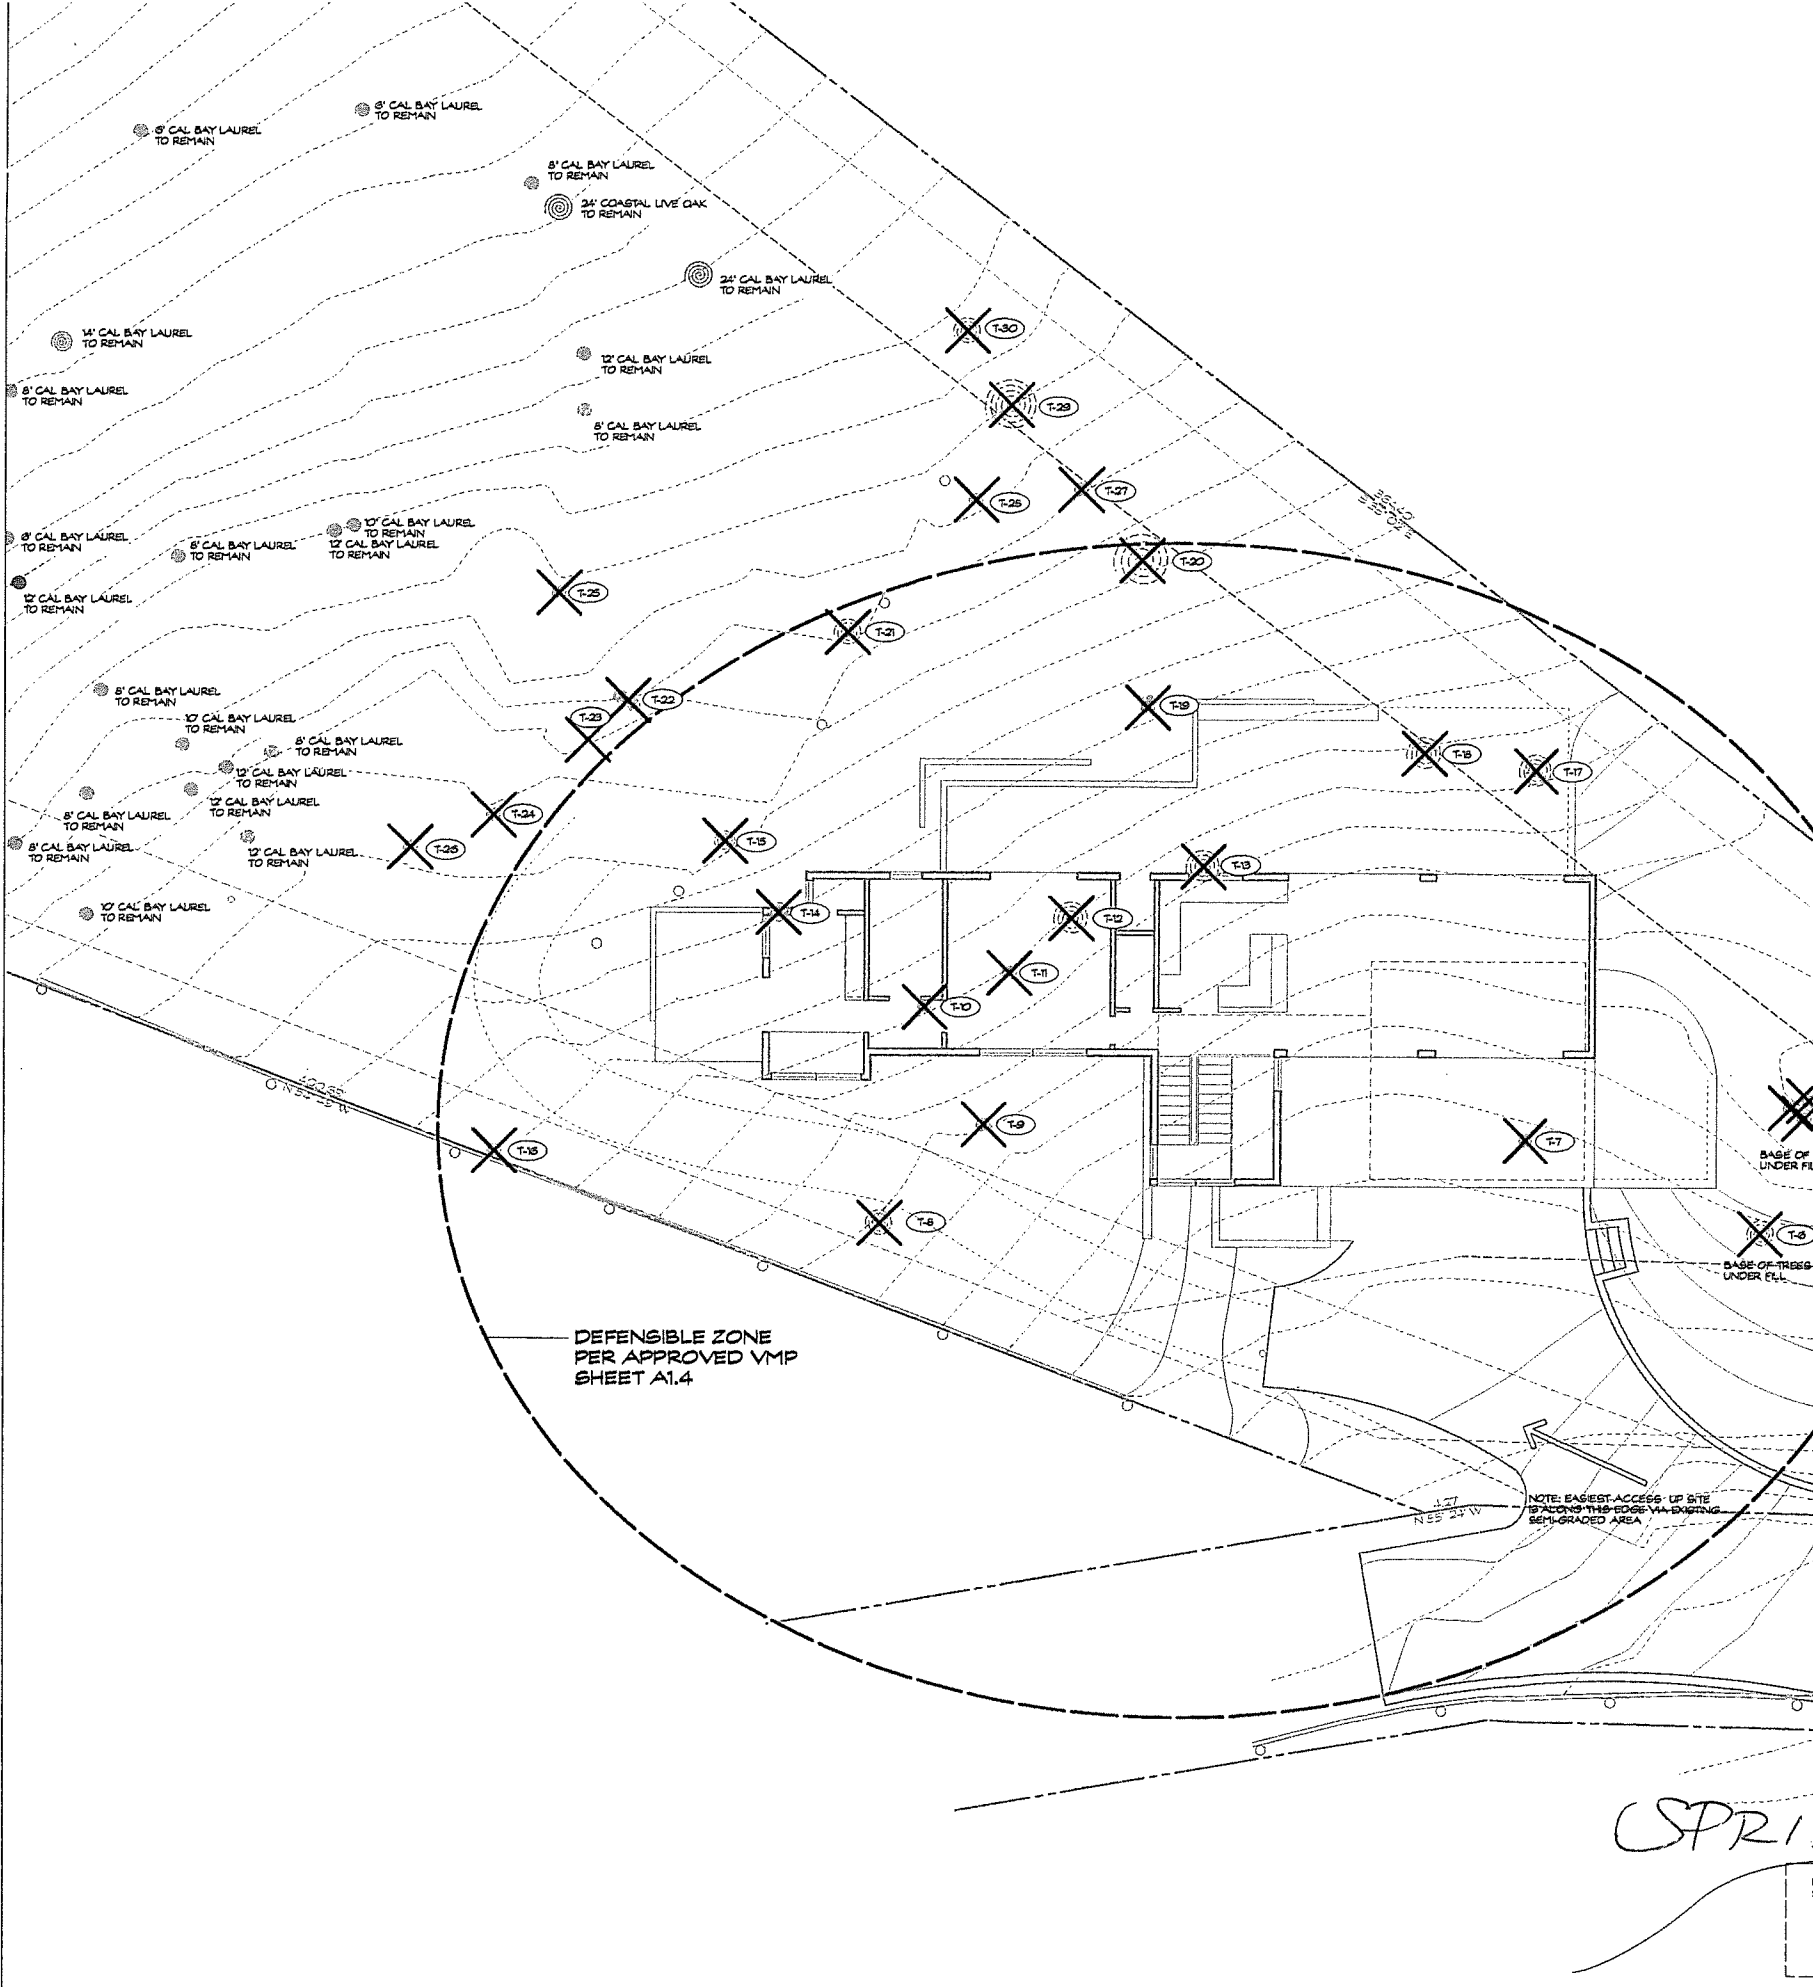 6' CAL BAY LAUREL
TO REMAIN
6' CAL BAY LAUREL
TO REMAIN
8' CAL BAY LAUREL
TO REMAIN
24' COASTAL LIVE OAK
TO REMAIN
24' CAL BAY LAUREL
TO REMAIN
14' CAL BAY LAUREL
TO REMAIN
12' CAL BAY LAUREL
TO REMAIN
8' CAL BAY LAUREL
TO REMAIN
8' CAL BAY LAUREL
TO REMAIN
T-30
T-29
T-27
10' CAL BAY LAUREL
TO REMAIN
12' CAL BAY LAUREL
TO REMAIN
8' CAL BAY LAUREL
TO REMAIN
8' CAL BAY LAUREL
TO REMAIN
12' CAL BAY LAUREL
TO REMAIN
T-20
T-25
T-21
T-22
T-23
T-19
T-18
T-17
8' CAL BAY LAUREL
TO REMAIN
10' CAL BAY LAUREL
TO REMAIN
8' CAL BAY LAUREL
TO REMAIN
12' CAL BAY LAUREL
TO REMAIN
12' CAL BAY LAUREL
TO REMAIN
8' CAL BAY LAUREL
TO REMAIN
8' CAL BAY LAUREL
TO REMAIN
12' CAL BAY LAUREL
TO REMAIN
10' CAL BAY LAUREL
TO REMAIN
T-24
T-15
T-13
T-14
T-12
T-11
T-10
T-9
T-7
T-8
BASE OF
UNDER
BASE OF TREES
UNDER FILL
DEFENSIBLE ZONE
PER APPROVED VMP
SHEET A1.4
N 55 24 W
NOTE: EASIEST ACCESS UP SITE
IS ALONG THIS EDGE VIA EXISTING
SEMI-GRADED AREA
SPRI